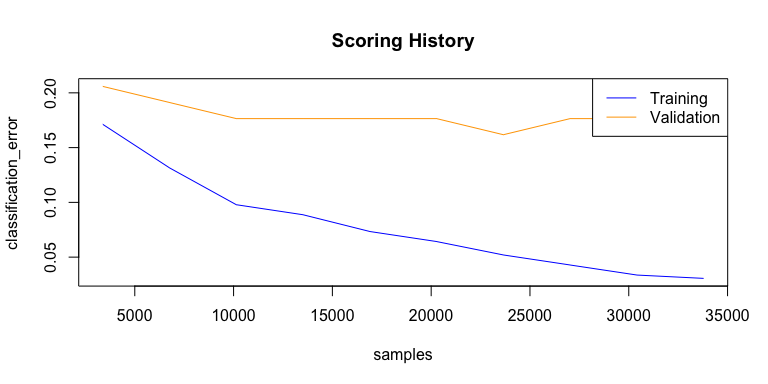 Scoring History
Training
Validation
classification_error
0.20
0.15
0.10
0.05
5000 10000 15000 20000 25000 30000 35000
samples